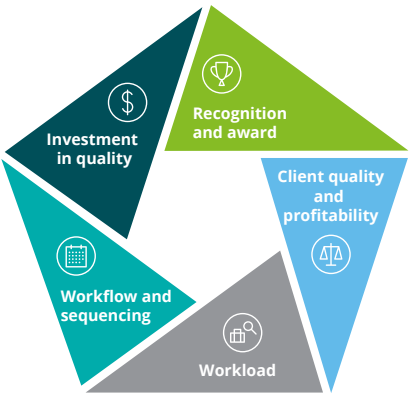 Investment
in quality
Recognition
and award
Client quality
and
profitability
Workflow and
sequencing
Workload